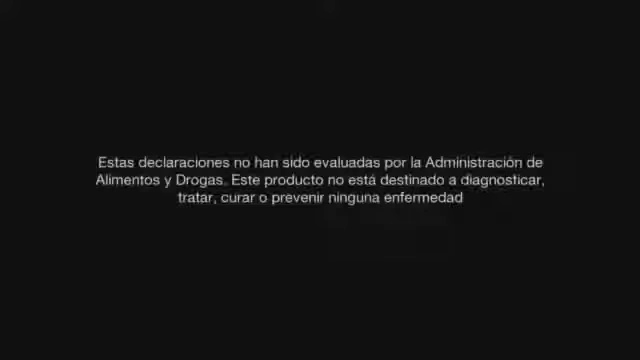 Estas declaraciones no han sido evaluadas por la Administración de
Alimentos y Drogas. Este producto no está destinado a diagnosticar,
tratar, curar o prevenir ninguna enfermedad